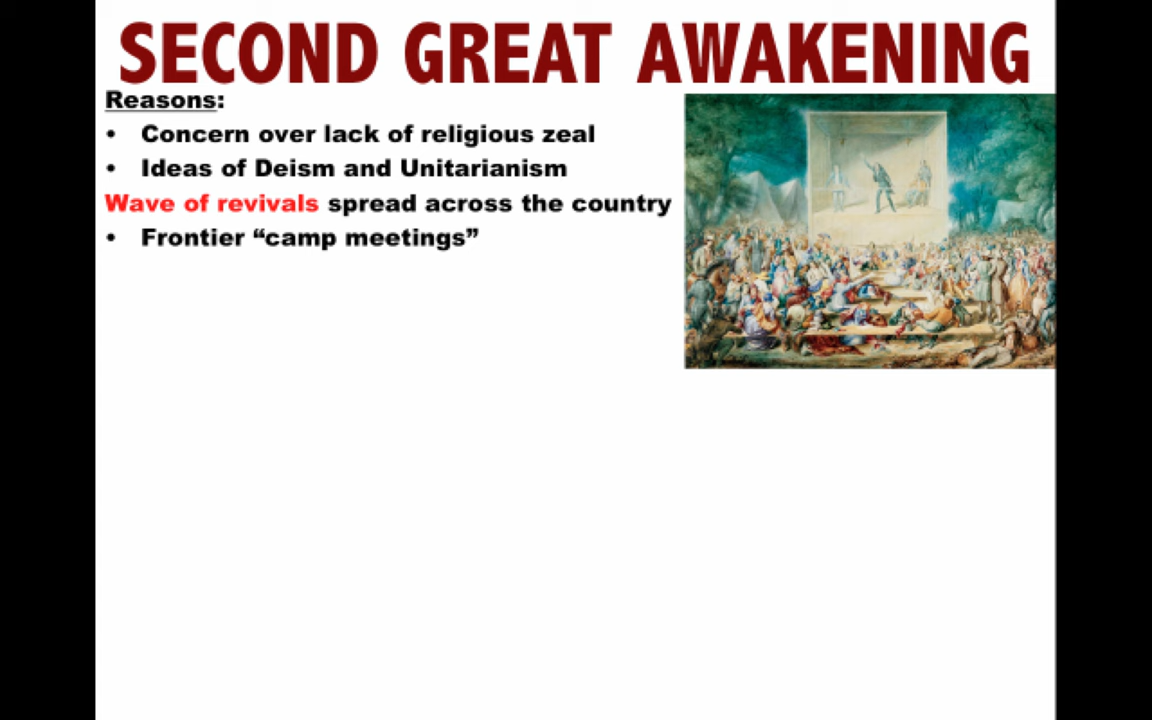 SECOND GREAT AWAKENING
Reasons:
• Concern over lack of religious zeal
• Ideas of Deism and Unitarianism
Wave of revivals spread across the country
• Frontier “camp meetings”